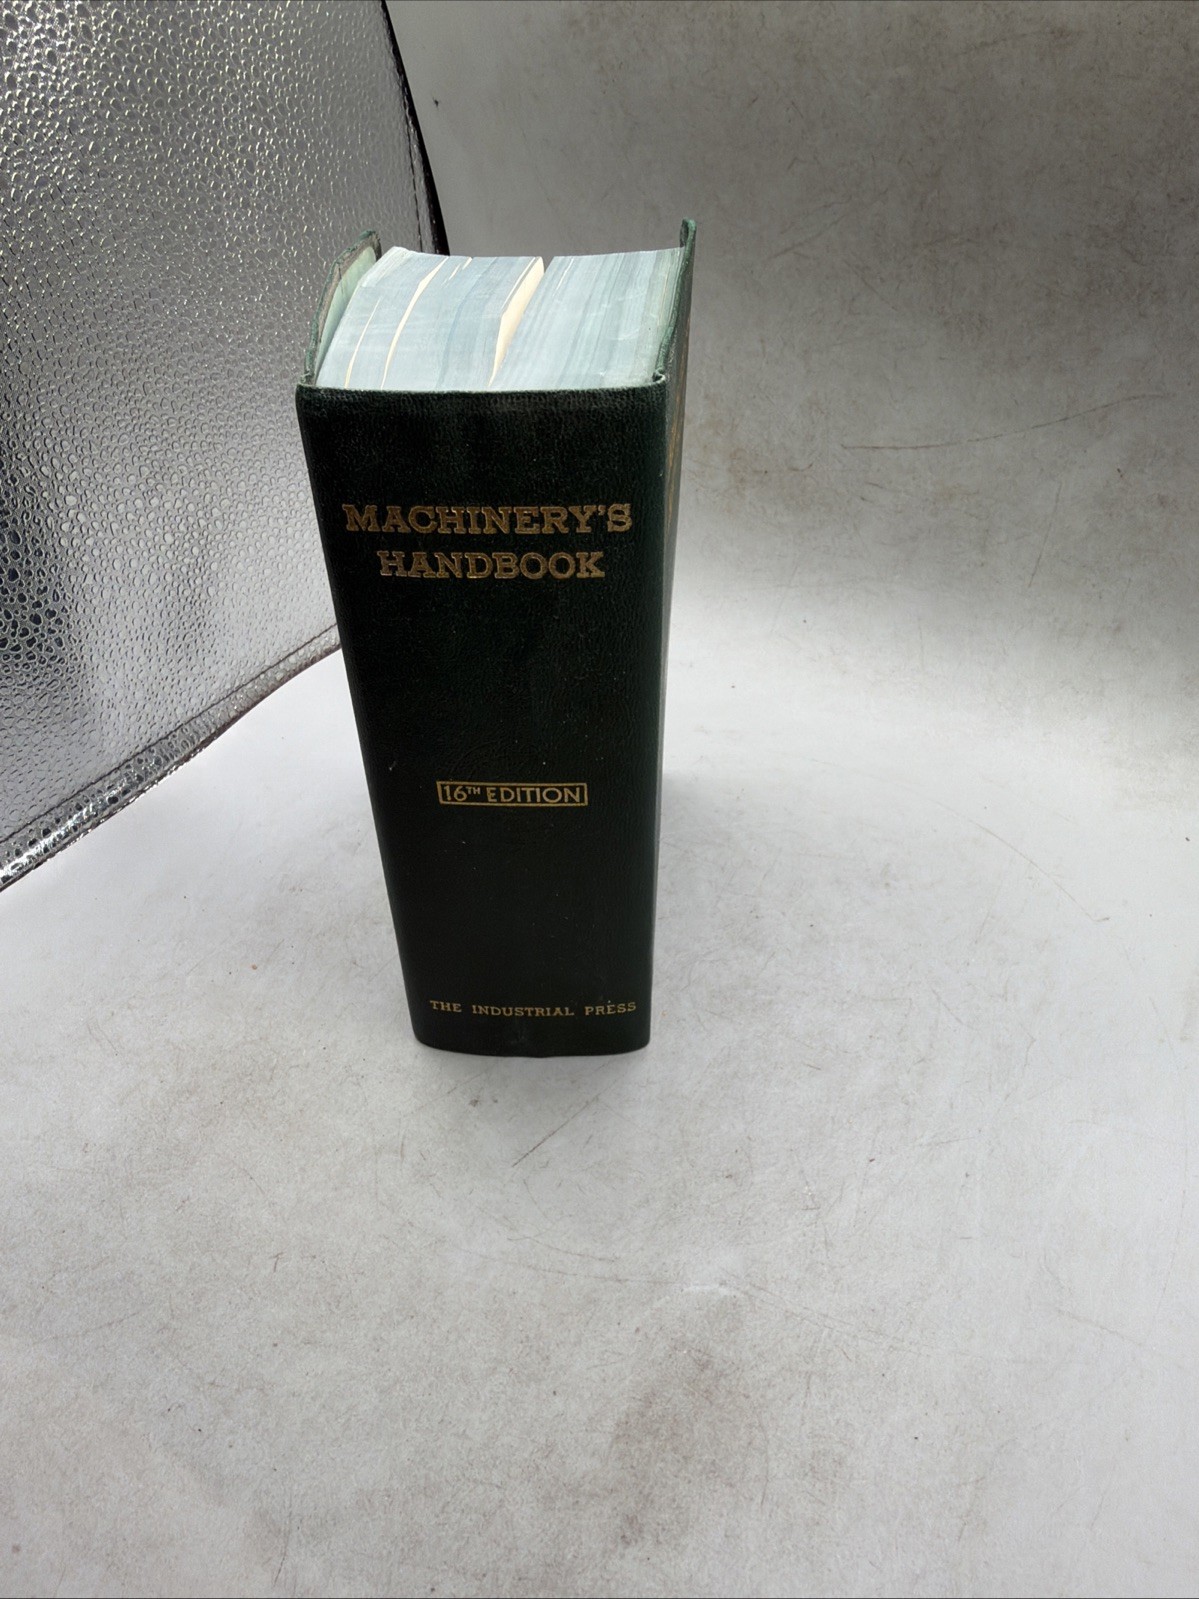 MACHINERY'S
HANDBOOK
16TH EDITION
THE INDUSTRIAL PRESS